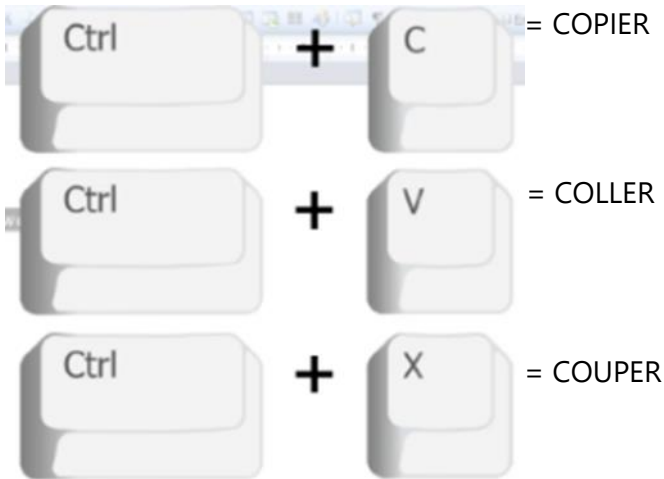 Ctrl + C = COPIER
Ctrl + V = COLLER
Ctrl + X = COUPER